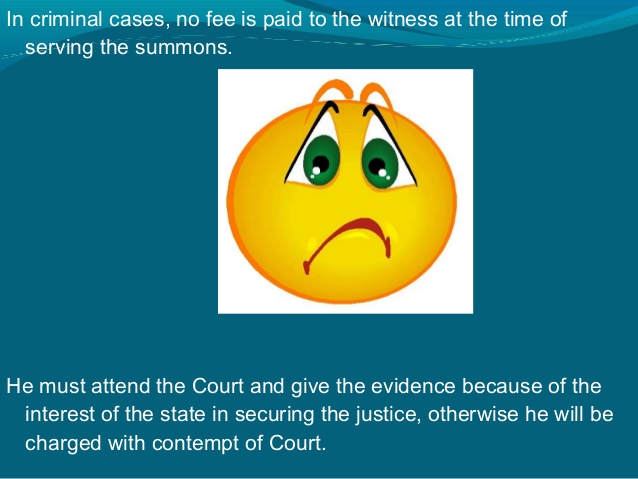 In criminal cases, no fee is paid to the witness at the time of
serving the summons.
He must attend the Court and give the evidence because of the
interest of the state in securing the justice, otherwise he will be
charged with contempt of Court.